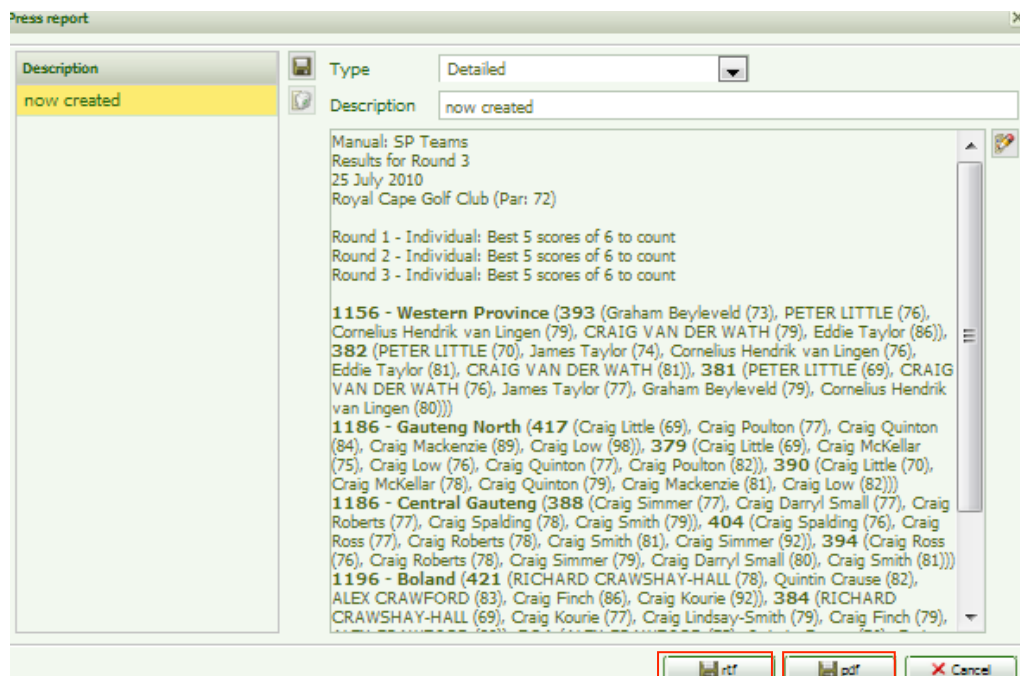 Press report
Description
now created
Type
Detailed
Description
now created
Manual: SP Teams
Results for Round 3
25 July 2010
Royal Cape Golf Club (Par: 72)
Round 1 - Individual: Best 5 scores of 6 to count
Round 2 - Individual: Best 5 scores of 6 to count
Round 3 - Individual: Best 5 scores of 6 to count
1156 - Western Province (393 (Graham Beyleveld (73), PETER LITTLE (76),
Cornelius Hendrik van Lingen (79), CRAIG VAN DER WATH (79), Eddie Taylor (86)),
382 (PETER LITTLE (70), James Taylor (74), Cornelius Hendrik van Lingen (76),
Eddie Taylor (81), CRAIG VAN DER WATH (81)), 381 (PETER LITTLE (69), CRAIG
VAN DER WATH (76), James Taylor (77), Graham Beyleveld (79), Cornelius Hendrik
van Lingen (80)))
1186 - Gauteng North (417 (Craig Little (69), Craig Poulton (77), Craig Quinton
(84), Craig Mackenzie (89), Craig Low (98)), 379 (Craig Little (69), Craig McKellar
(75), Craig Low (76), Craig Quinton (77), Craig Poulton (82)), 390 (Craig Little (70),
Craig McKellar (78), Craig Quinton (79), Craig Mackenzie (81), Craig Low (82)))
1186 - Central Gauteng (388 (Craig Simmer (77), Craig Darryl Small (77), Craig
Roberts (77), Craig Spalding (78), Craig Smith (79)), 404 (Craig Spalding (76), Craig
Ross (77), Craig Roberts (78), Craig Smith (81), Craig Simmer (92)), 394 (Craig Ross
(76), Craig Roberts (78), Craig Simmer (79), Craig Darryl Small (80), Craig Smith (81)))
1196 - Boland (421 (RICHARD CRAWSHAY-HALL (78), Quintin Crause (82),
ALEX CRAWFORD (83), Craig Finch (86), Craig Kourie (92)), 384 (RICHARD
CRAWSHAY-HALL (69), Craig Kourie (77), Craig Lindsay-Smith (79), Craig Finch (79),
rtf
pdf
Cancel